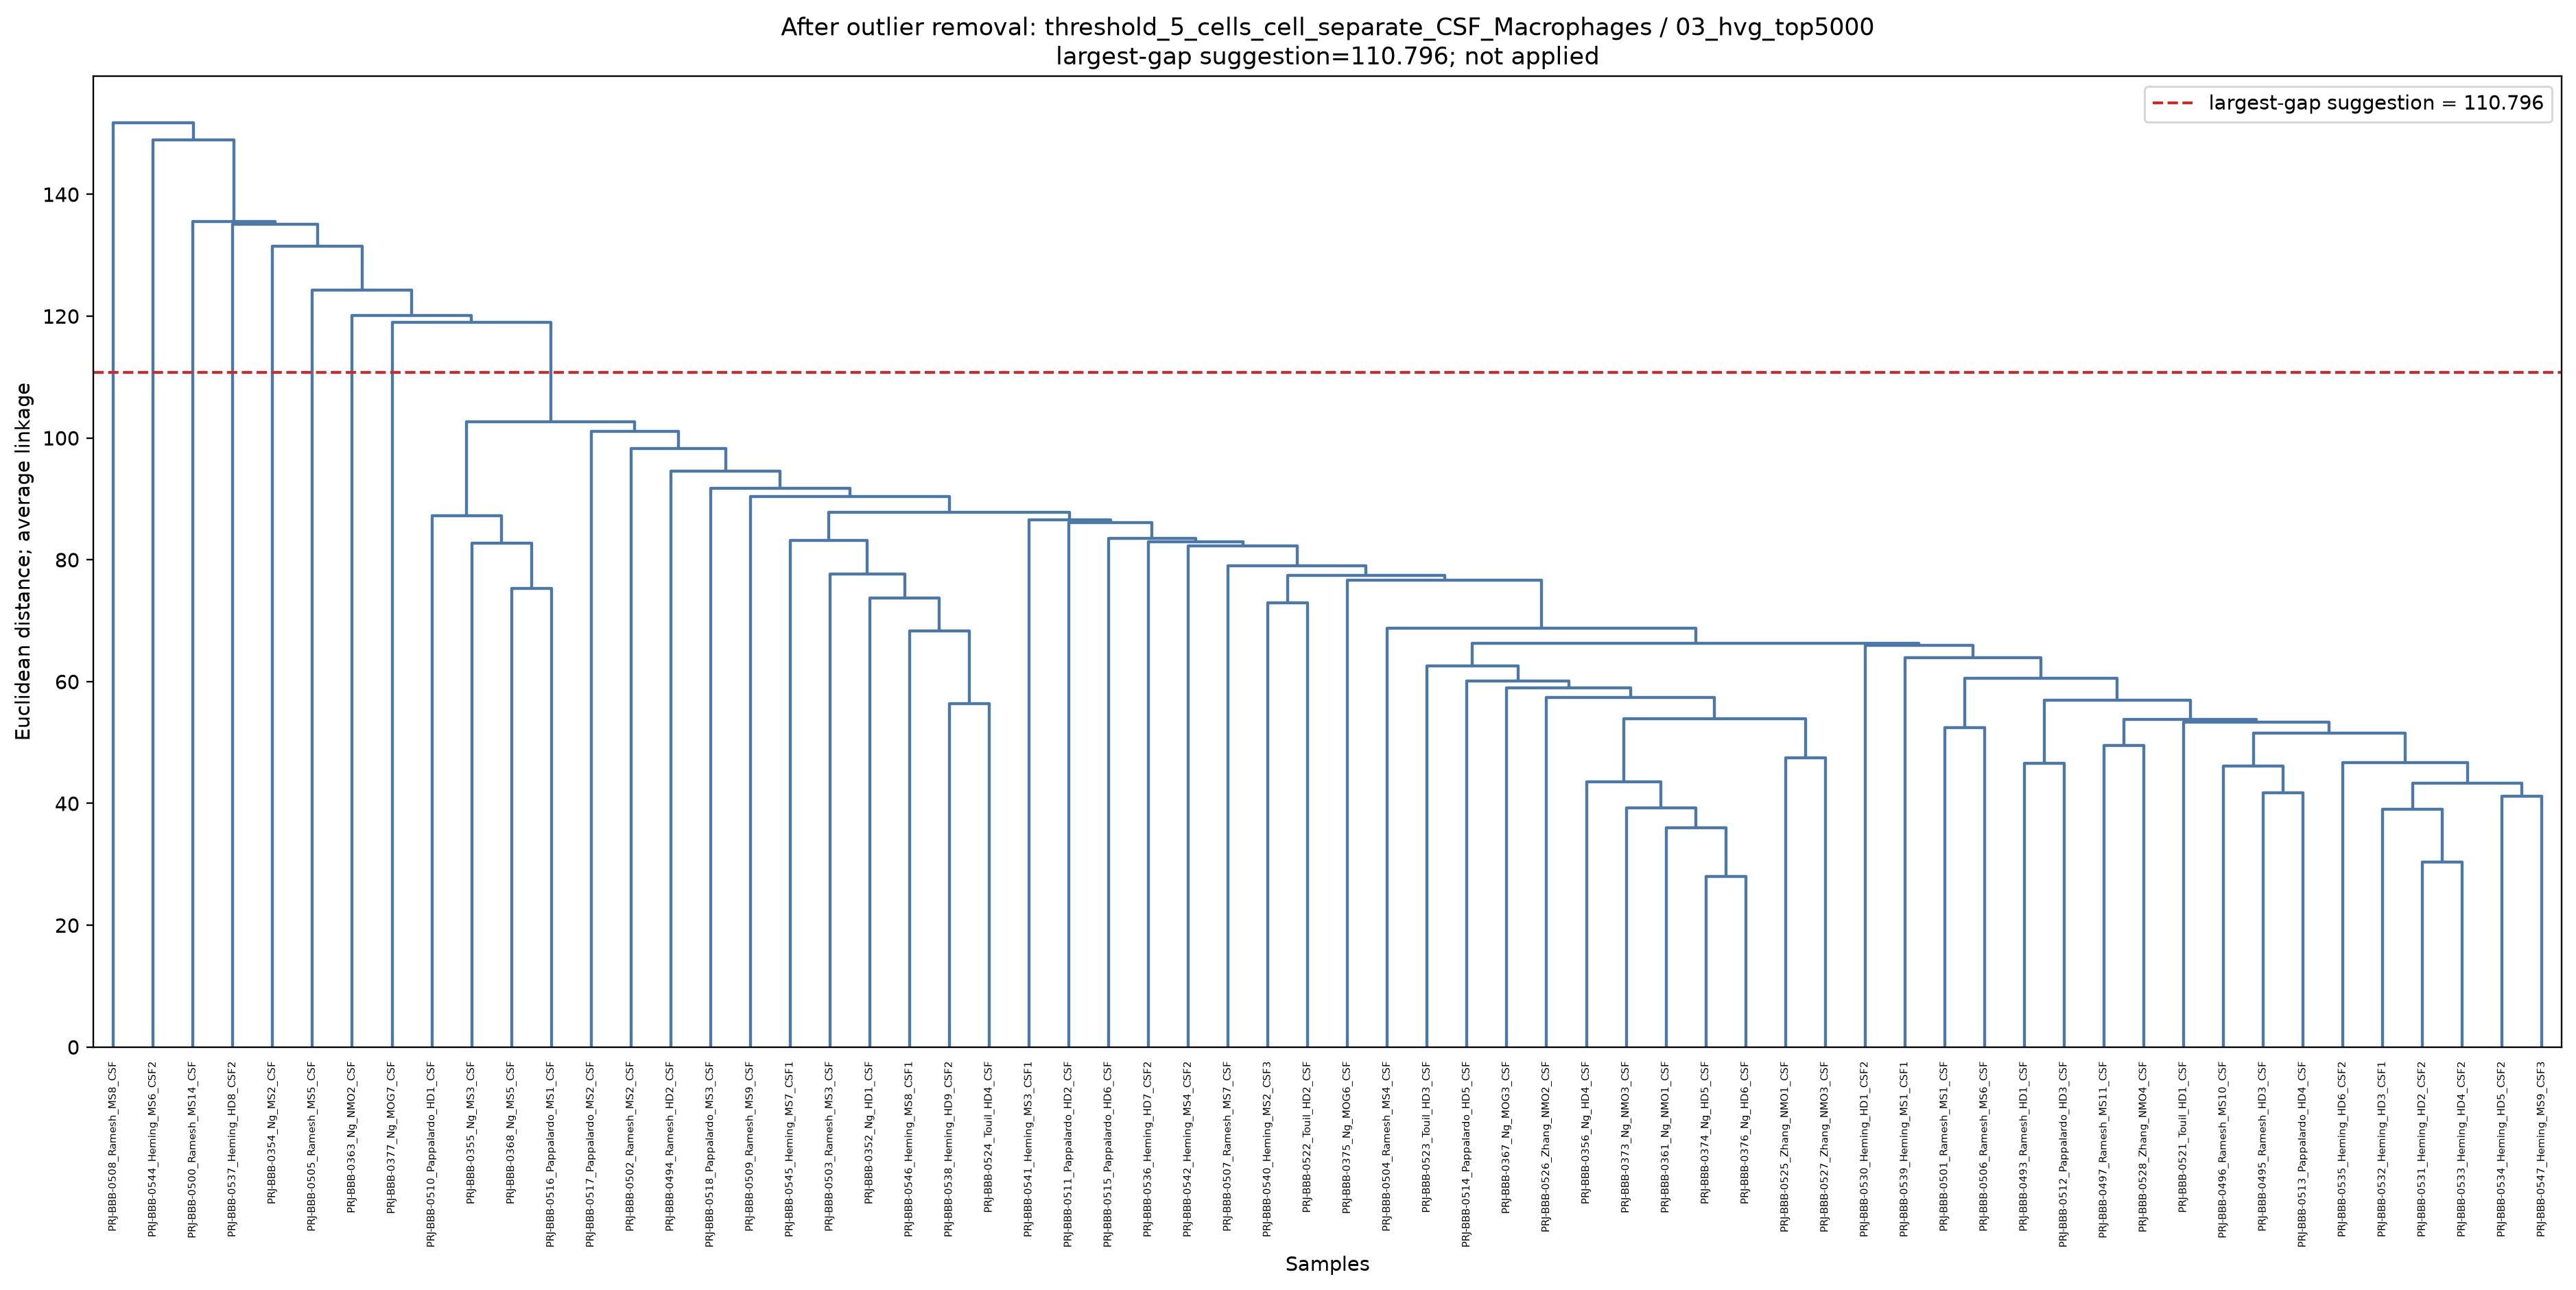 After outlier removal: threshold_5_cells_cell_separate_CSF_Macrophages / 03_hvg_top5000
largest-gap suggestion=110.796; not applied
largest-gap suggestion = 110.796
Euclidean distance; average linkage
140
120
100
80
60
40
20
0
PRJ-BBB-0508_Ramesh_MS8_CSF
PRJ-BBB-0544_Heming_MS6_CSF2
PRJ-BBB-0500_Ramesh_MS14_CSF
PRJ-BBB-0537_Heming_HD8_CSF2
PRJ-BBB-0354_Ng_MS2_CSF
PRJ-BBB-0505_Ramesh_MS5_CSF
PRJ-BBB-0363_Ng_NMO2_CSF
PRJ-BBB-0377_Ng_MOG7_CSF
PRJ-BBB-0510_Pappalardo_HD1_CSF
PRJ-BBB-0355_Ng_MS3_CSF
PRJ-BBB-0368_Ng_MS5_CSF
PRJ-BBB-0516_Pappalardo_MS1_CSF
PRJ-BBB-0517_Pappalardo_MS2_CSF
PRJ-BBB-0502_Ramesh_MS2_CSF
PRJ-BBB-0494_Ramesh_HD2_CSF
PRJ-BBB-0518_Pappalardo_MS3_CSF
PRJ-BBB-0509_Ramesh_MS9_CSF
PRJ-BBB-0545_Heming_MS7_CSF1
PRJ-BBB-0503_Ramesh_MS3_CSF
PRJ-BBB-0352_Ng_HD1_CSF
PRJ-BBB-0546_Heming_MS8_CSF1
PRJ-BBB-0538_Heming_HD9_CSF2
PRJ-BBB-0524_Touil_HD4_CSF
PRJ-BBB-0541_Heming_MS3_CSF1
PRJ-BBB-0511_Pappalardo_HD2_CSF
PRJ-BBB-0515_Pappalardo_HD6_CSF
PRJ-BBB-0536_Heming_HD7_CSF2
PRJ-BBB-0542_Heming_MS4_CSF2
PRJ-BBB-0507_Ramesh_MS7_CSF
PRJ-BBB-0540_Heming_MS2_CSF3
PRJ-BBB-0522_Touil_HD2_CSF
PRJ-BBB-0375_Ng_MOG6_CSF
PRJ-BBB-0504_Ramesh_MS4_CSF
PRJ-BBB-0523_Touil_HD3_CSF
PRJ-BBB-0514_Pappalardo_HD5_CSF
PRJ-BBB-0367_Ng_MOG3_CSF
PRJ-BBB-0526_Zhang_NMO2_CSF
PRJ-BBB-0356_Ng_HD4_CSF
PRJ-BBB-0373_Ng_NMO3_CSF
PRJ-BBB-0361_Ng_NMO1_CSF
PRJ-BBB-0374_Ng_HD5_CSF
PRJ-BBB-0376_Ng_HD6_CSF
PRJ-BBB-0525_Zhang_NMO1_CSF
PRJ-BBB-0527_Zhang_NMO3_CSF
PRJ-BBB-0530_Heming_HD1_CSF2
PRJ-BBB-0539_Heming_MS1_CSF1
PRJ-BBB-0501_Ramesh_MS1_CSF
PRJ-BBB-0506_Ramesh_MS6_CSF
PRJ-BBB-0493_Ramesh_HD1_CSF
PRJ-BBB-0512_Pappalardo_HD3_CSF
PRJ-BBB-0497_Ramesh_MS11_CSF
PRJ-BBB-0528_Zhang_NMO4_CSF
PRJ-BBB-0521_Touil_HD1_CSF
PRJ-BBB-0496_Ramesh_MS10_CSF
PRJ-BBB-0495_Ramesh_HD3_CSF
PRJ-BBB-0513_Pappalardo_HD4_CSF
PRJ-BBB-0535_Heming_HD6_CSF2
PRJ-BBB-0532_Heming_HD3_CSF1
PRJ-BBB-0531_Heming_HD2_CSF2
PRJ-BBB-0533_Heming_HD4_CSF2
PRJ-BBB-0534_Heming_HD5_CSF2
PRJ-BBB-0547_Heming_MS9_CSF3
Samples